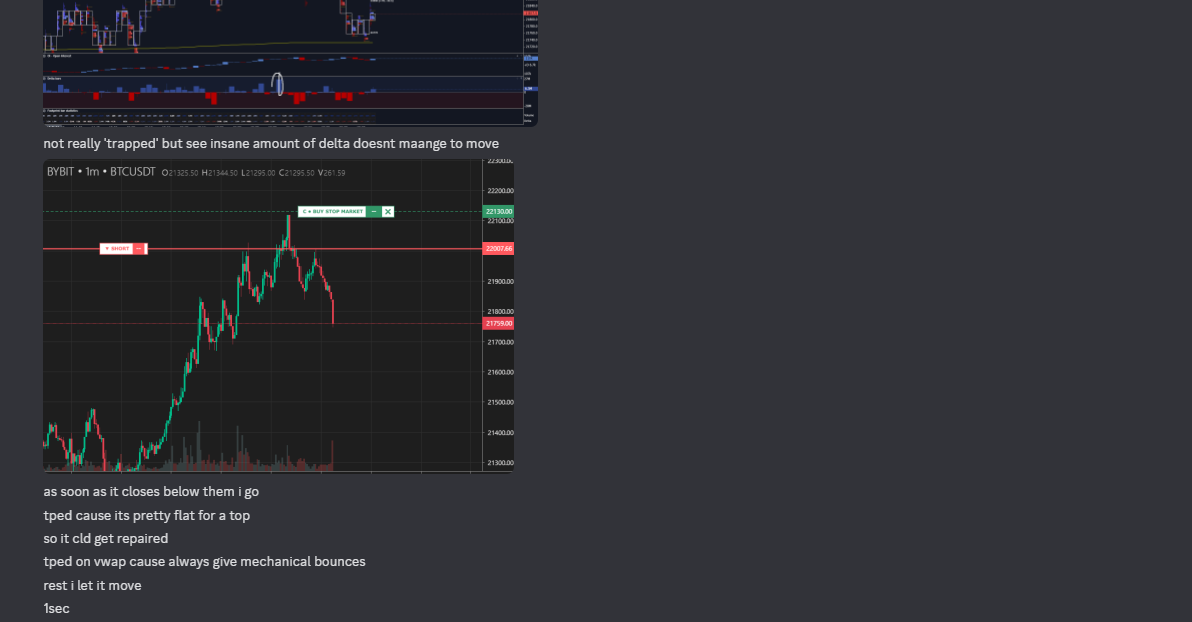 not really 'trapped' but see insane amount of delta doesnt maange to move
BYBIT • 1m • BTCUSDT O21325.50 H21344.50 L21295.00 C21295.50 V261.59
22300.00
22200.00
C • BUY STOP MARKET
22130.00
22100.00
SHORT
22007.66
21900.00
21800.00
21759.00
21700.00
21600.00
21500.00
21400.00
21300.00
as soon as it closes below them i go
tped cause its pretty flat for a top
so it cld get repaired
tped on vwap cause always give mechanical bounces
rest i let it move
1sec